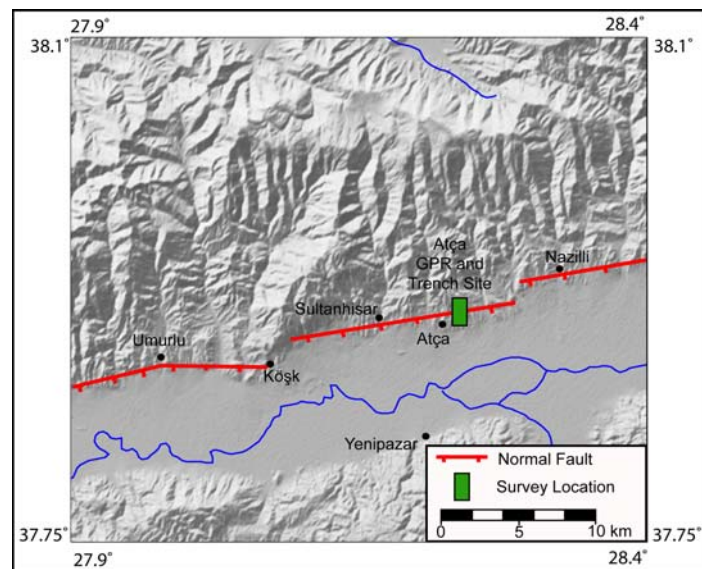 27.9°
28.4°
38.1°
38.1°
Atça
GPR and
Trench Site
Nazilli
Sultanhisar
Atça
Umurlu
Köşk
Yenipazar
Normal Fault
Survey Location
0 5 10 km
37.75°
37.75°
27.9°
28.4°